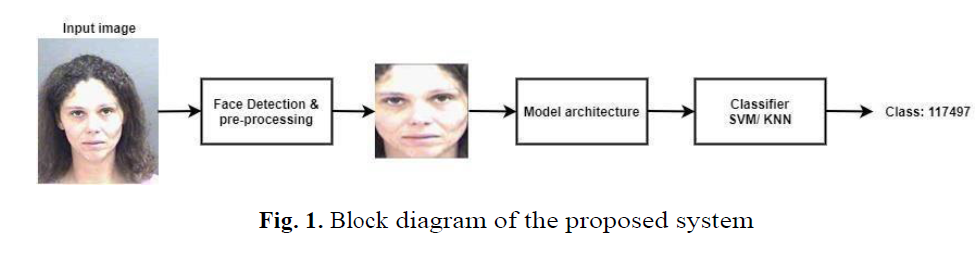 Input image
Face Detection &
pre-processing
Model architecture
Classifier
SVM/ KNN
Class: 117497
Fig. 1. Block diagram of the proposed system